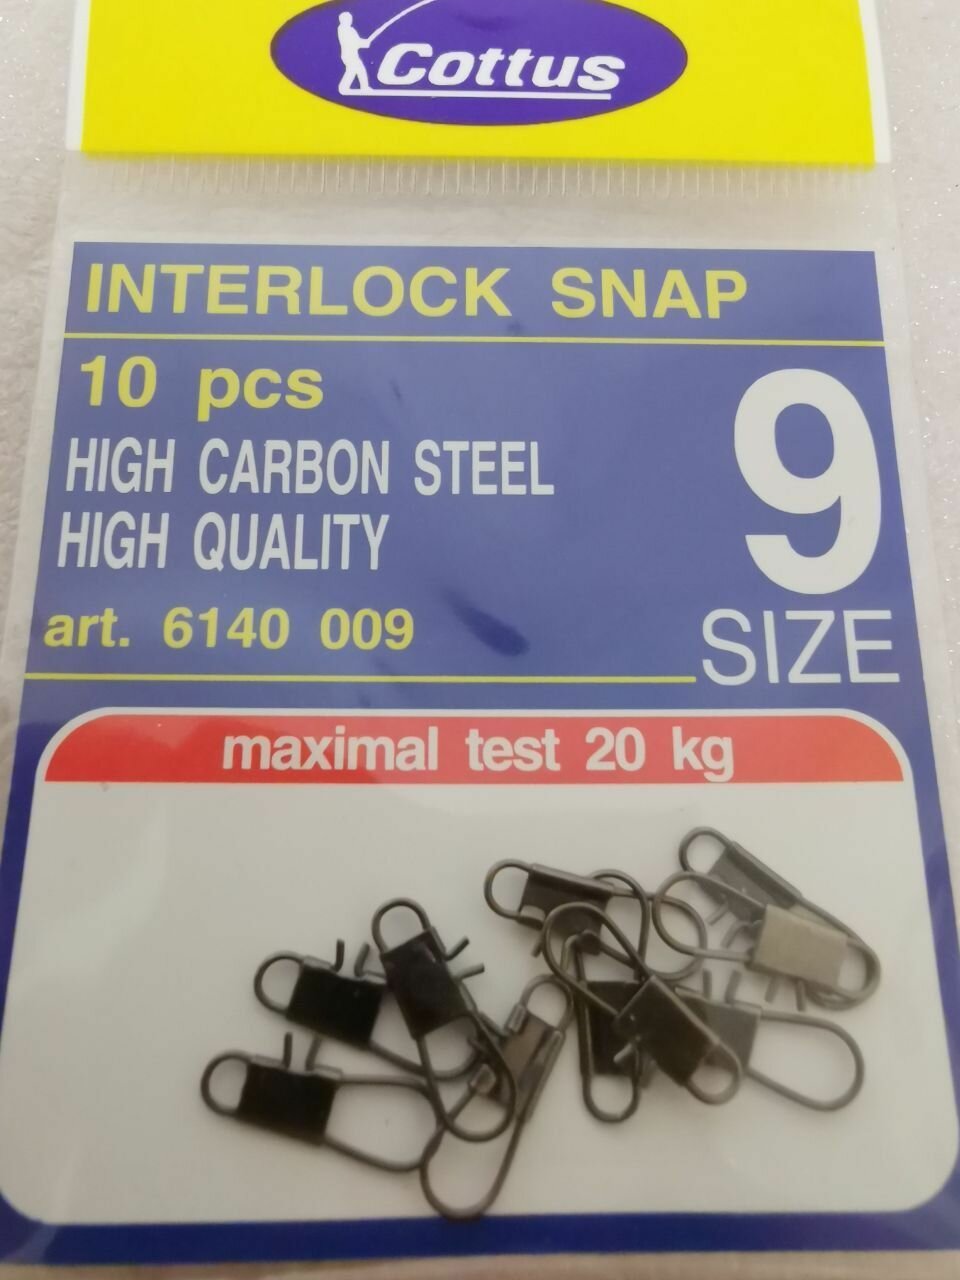 Cottus
INTERLOCK SNAP
10 pcs
HIGH CARBON STEEL
HIGH QUALITY
art. 6140 009
9
SIZE
maximal test 20 kg